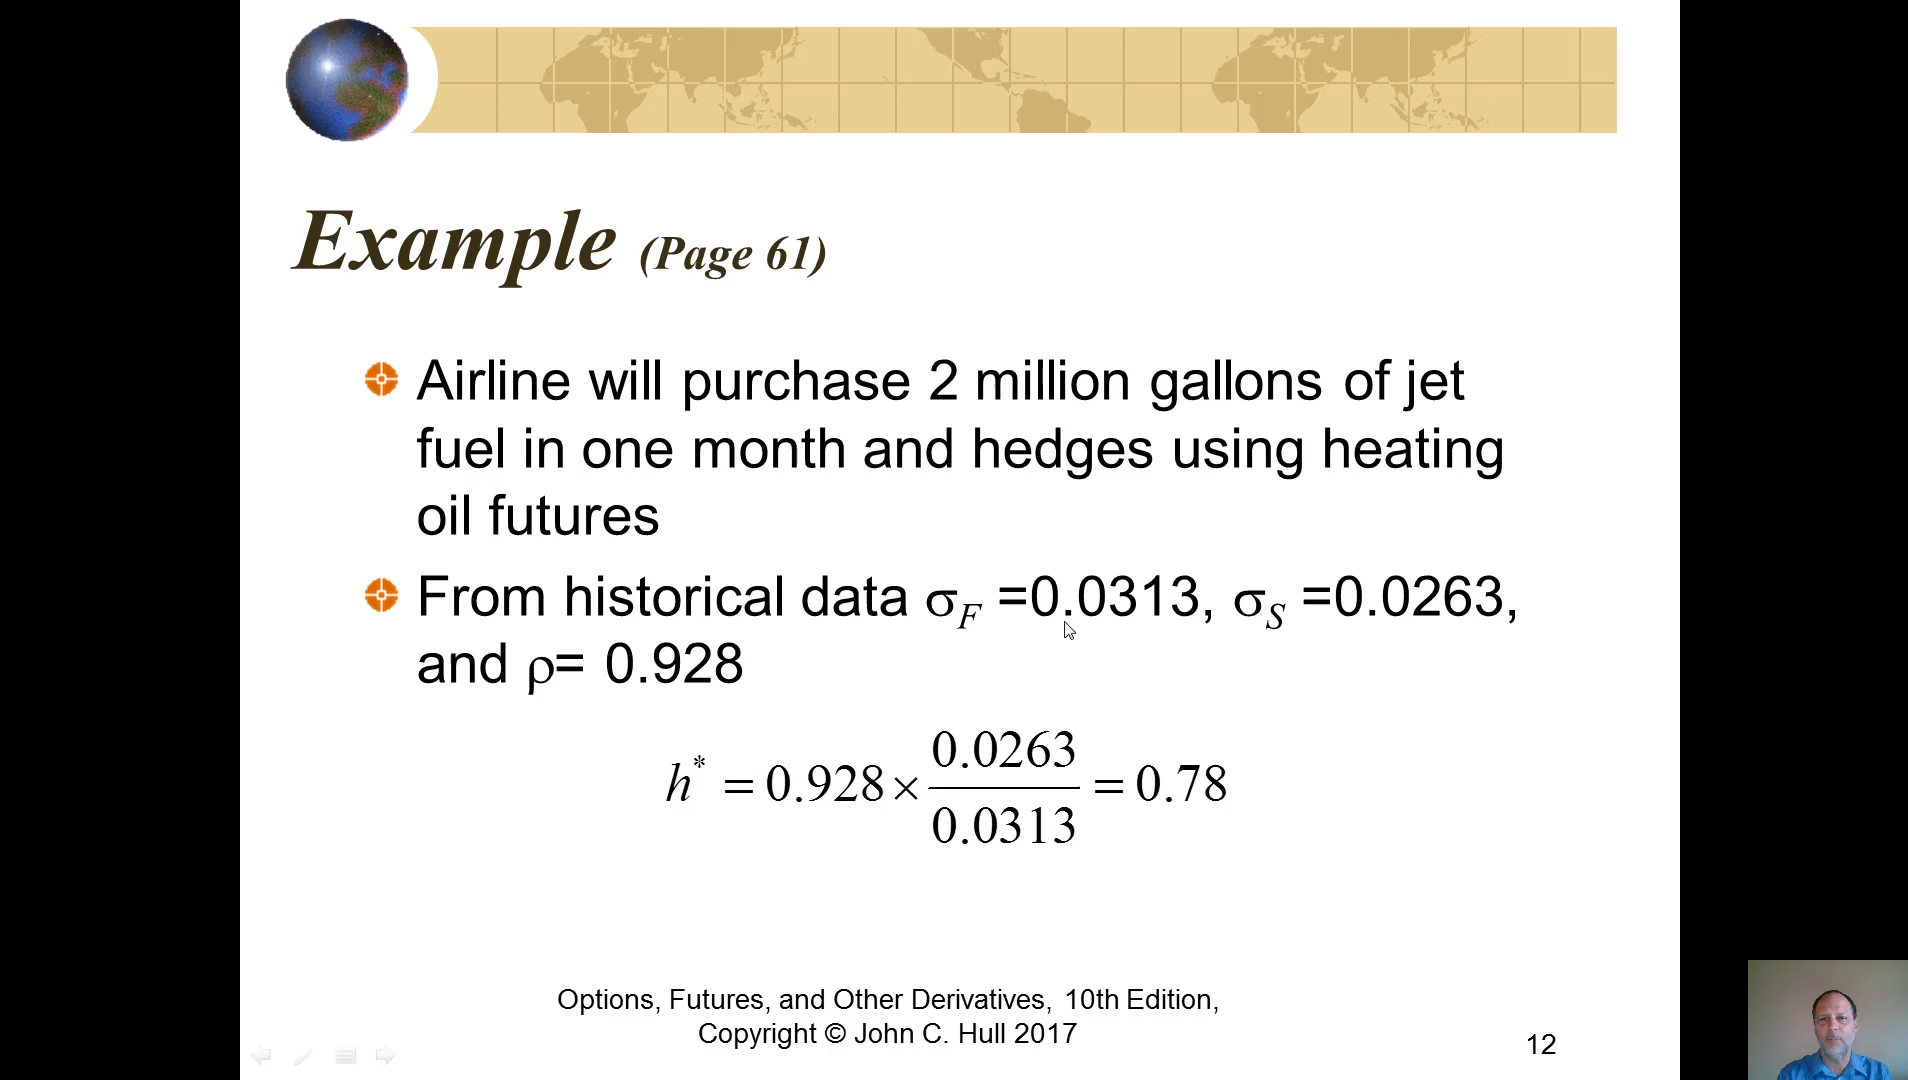 Example (Page 61)
Airline will purchase 2 million gallons of jet
fuel in one month and hedges using heating
oil futures
From historical data σF =0.0313, σS =0.0263,
and ρ= 0.928
h* = 0.928 × 0.0263 / 0.0313 = 0.78
Options, Futures, and Other Derivatives, 10th Edition,
Copyright © John C. Hull 2017
12